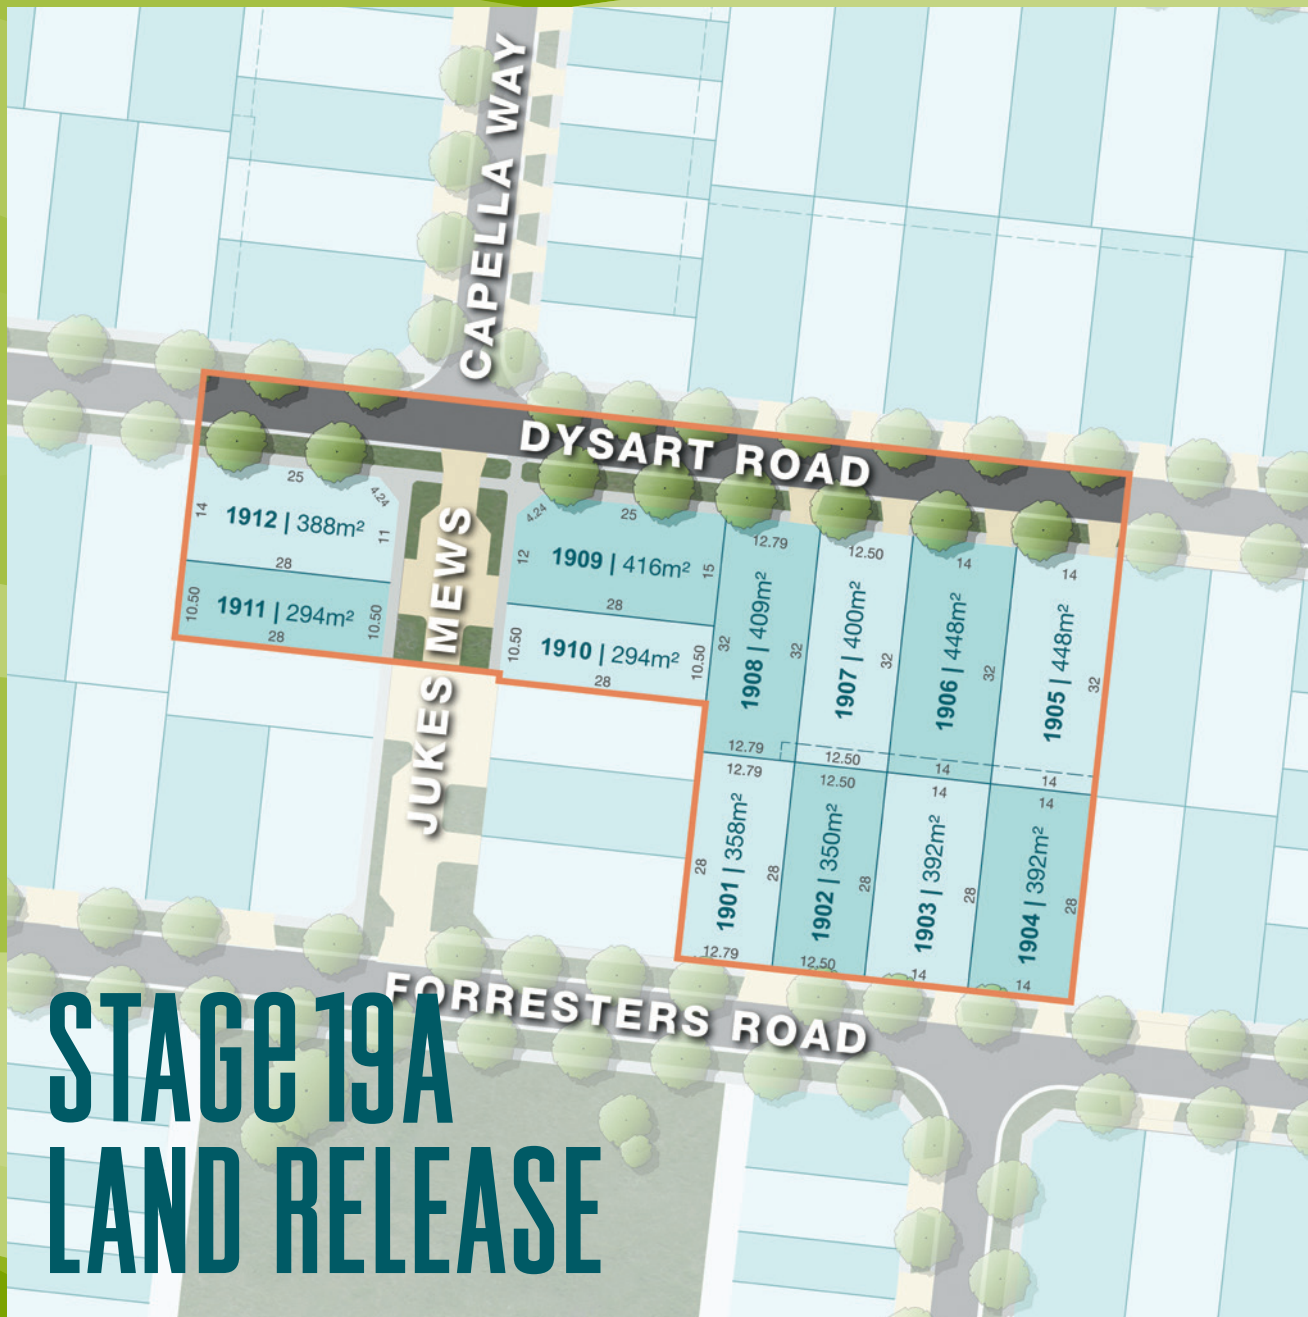 CAPELLA WAY
DYSART ROAD
JUKES MEWS
FORRESTERS ROAD
25
4.24
14
1912 | 388m²
11
28
10.50
1911 | 294m²
10.50
28
4.24
25
12
1909 | 416m²
15
28
10.50
1910 | 294m²
10.50
28
12.79
32
1908 | 409m²
32
12.79
12.50
1907 | 400m²
32
12.50
14
1906 | 448m²
32
14
14
1905 | 448m²
32
14
12.79
28
1901 | 358m²
28
12.79
12.50
1902 | 350m²
28
12.50
14
1903 | 392m²
28
14
14
1904 | 392m²
28
14
STAGE 19A
LAND RELEASE